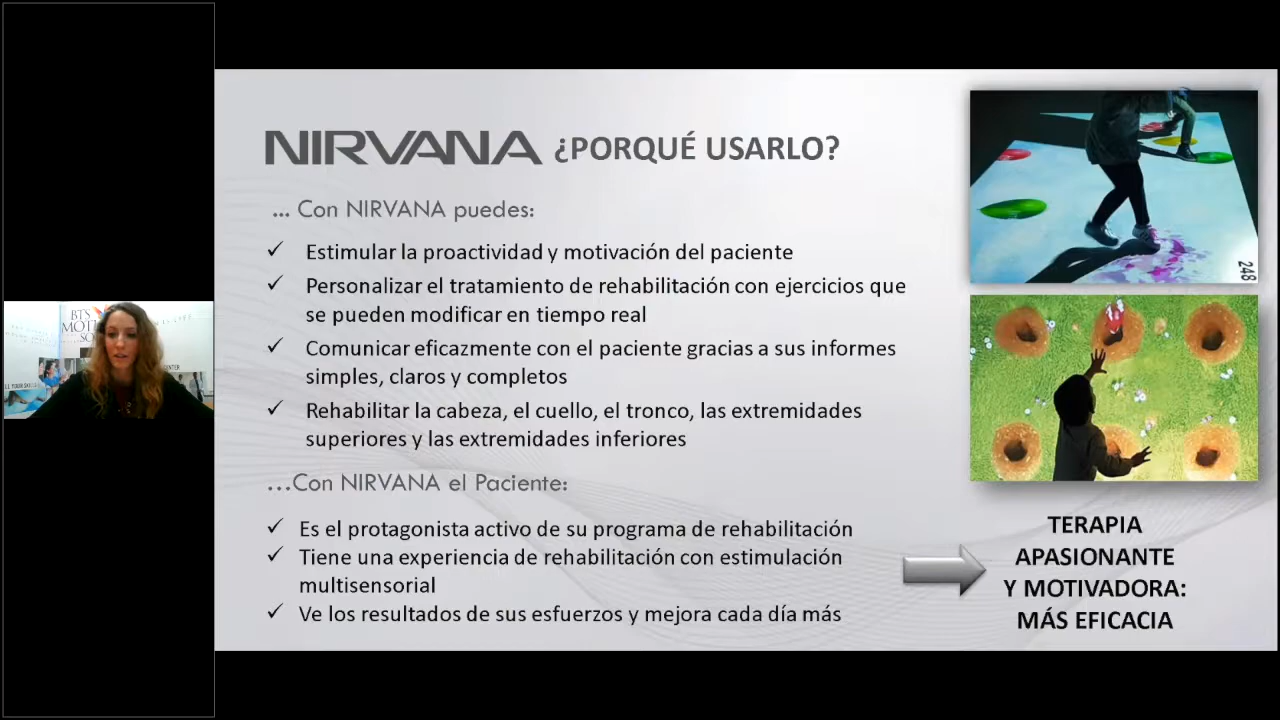 NIRVANA ¿PORQUÉ USARLO?
... Con NIRVANA puedes:
✓ Estimular la proactividad y motivación del paciente
✓ Personalizar el tratamiento de rehabilitación con ejercicios que
se pueden modificar en tiempo real
✓ Comunicar eficazmente con el paciente gracias a sus informes
simples, claros y completos
✓ Rehabilitar la cabeza, el cuello, el tronco, las extremidades
superiores y las extremidades inferiores
...Con NIRVANA el Paciente:
✓ Es el protagonista activo de su programa de rehabilitación
✓ Tiene una experiencia de rehabilitación con estimulación
multisensorial
✓ Ve los resultados de sus esfuerzos y mejora cada día más
248
TERAPIA
APASIONANTE
Y MOTIVADORA:
MÁS EFICACIA
BTS